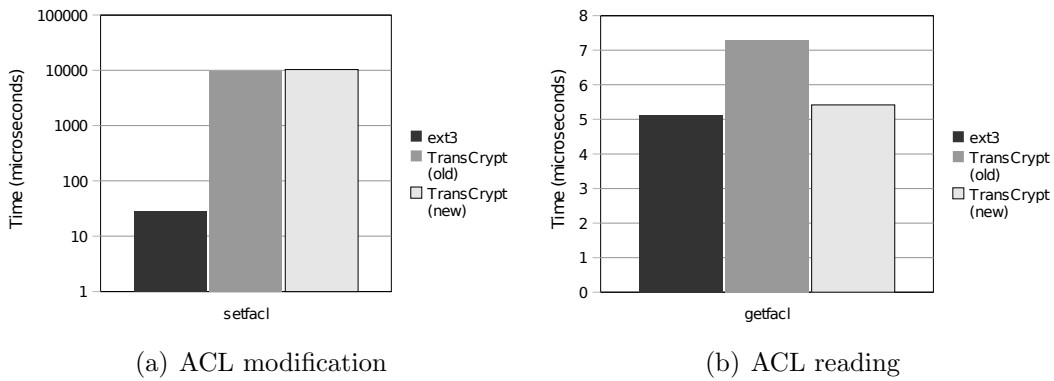 100000
10000
1000
100
10
1
Time (microseconds)
setfacl
ext3
TransCrypt
(old)
TransCrypt
(new)
(a) ACL modification
8
7
6
5
4
3
2
1
0
Time (microseconds)
getfacl
ext3
TransCrypt
(old)
TransCrypt
(new)
(b) ACL reading